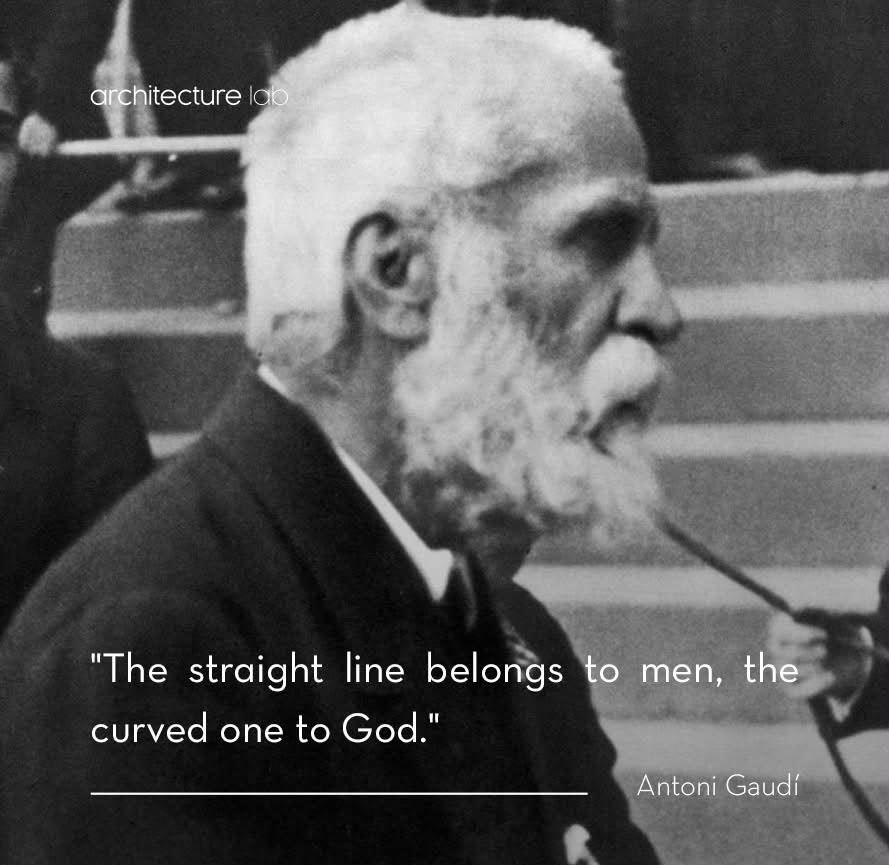 architecture lab
"The straight line belongs to men, the
curved one to God."
Antoni Gaudí